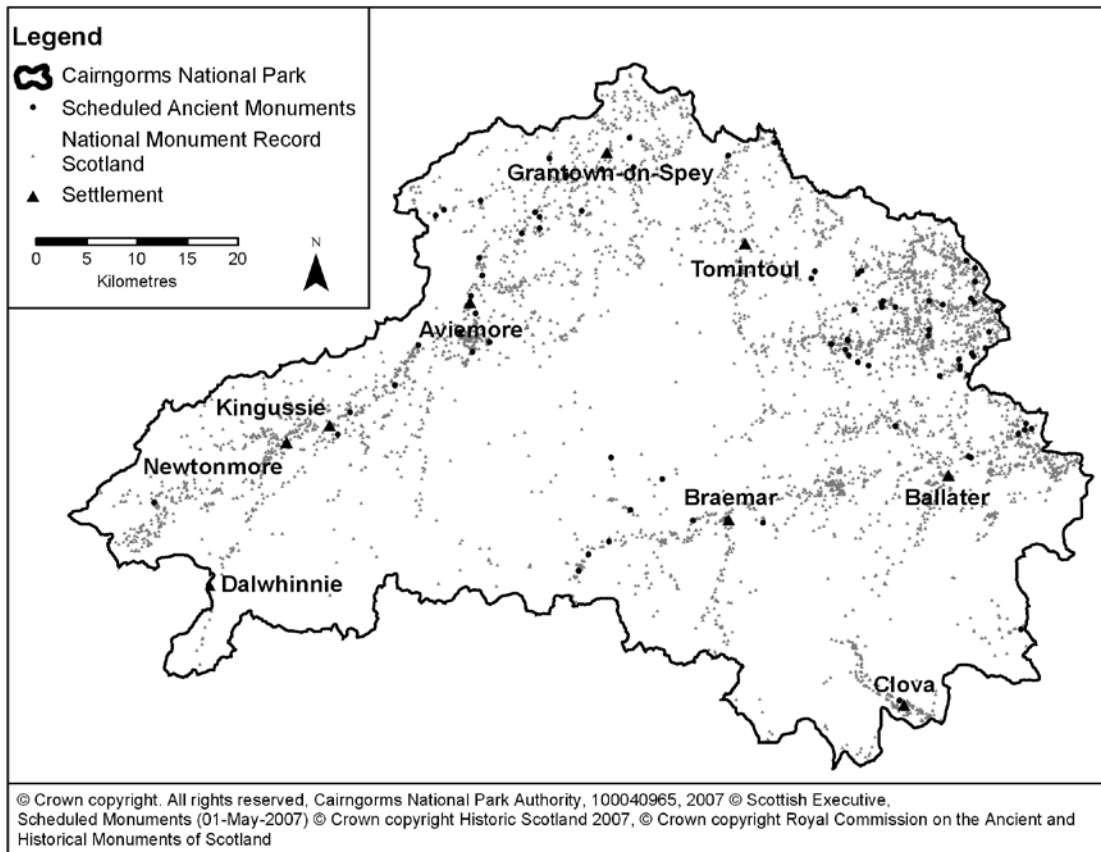 Legend
Cairngorms National Park
Scheduled Ancient Monuments
National Monument Record
Scotland
Settlement
0 5 10 15 20
Kilometres
N
Grantown-on-Spey
Tomintoul
Aviemore
Kingussie
Newtonmore
Braemar
Ballater
Dalwhinnie
Clova
© Crown copyright. All rights reserved, Cairngorms National Park Authority, 100040965, 2007 © Scottish Executive,
Scheduled Monuments (01-May-2007) © Crown copyright Historic Scotland 2007, © Crown copyright Royal Commission on the Ancient and
Historical Monuments of Scotland